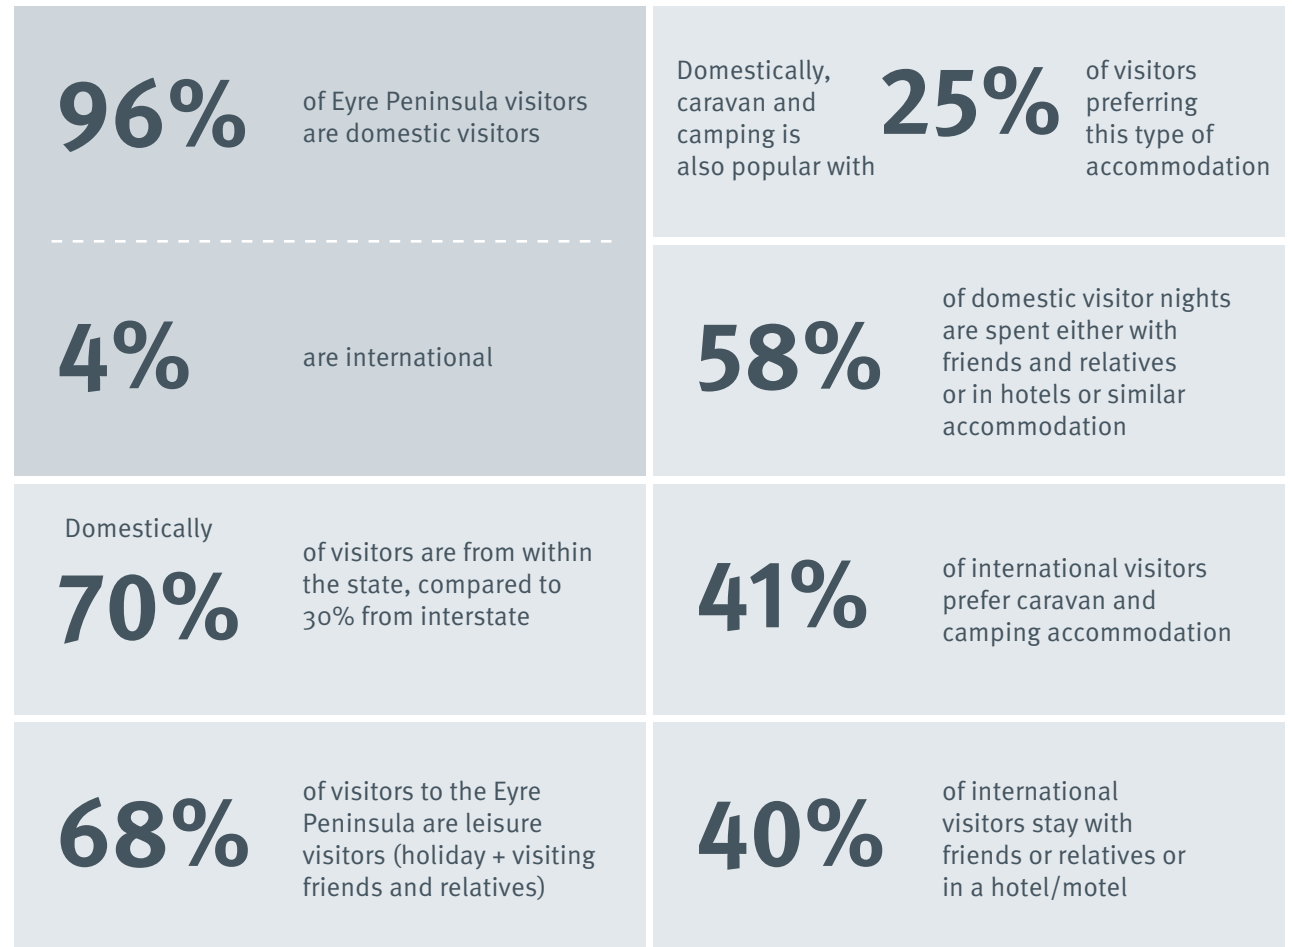 96%
of Eyre Peninsula visitors
are domestic visitors
4%
are international
Domestically
70%
of visitors are from within
the state, compared to
30% from interstate
68%
of visitors to the Eyre
Peninsula are leisure
visitors (holiday + visiting
friends and relatives)
Domestically,
caravan and
camping is
also popular with
25%
of visitors
preferring
this type of
accommodation
58%
of domestic visitor nights
are spent either with
friends and relatives
or in hotels or similar
accommodation
41%
of international visitors
prefer caravan and
camping accommodation
40%
of international
visitors stay with
friends or relatives or
in a hotel/motel